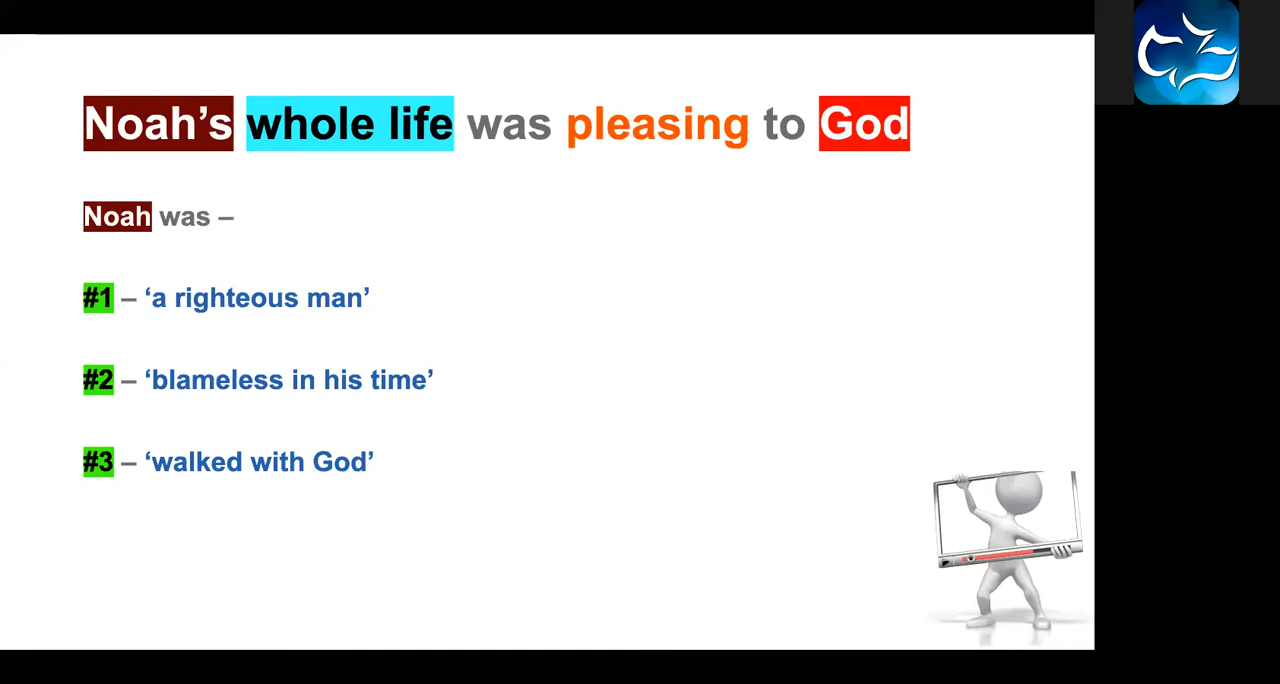 Noah’s whole life was pleasing to God
Noah was –
#1 – ‘a righteous man’
#2 – ‘blameless in his time’
#3 – ‘walked with God’